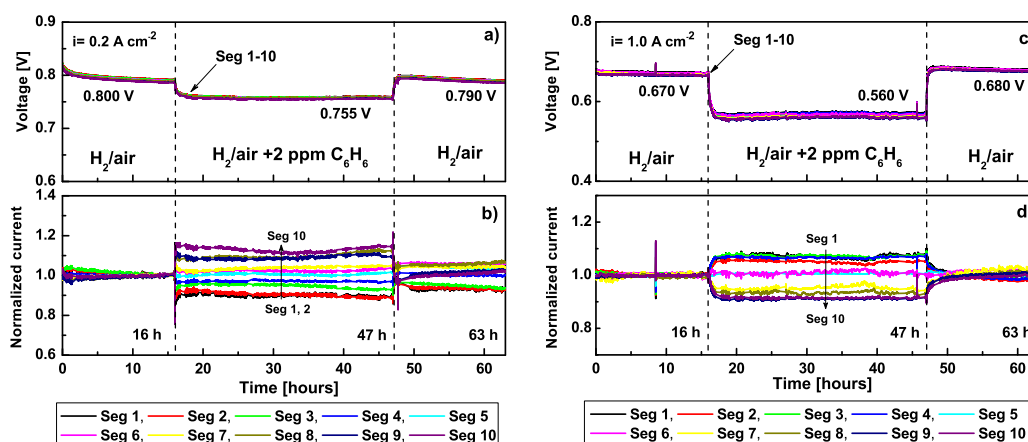 0.9
0.8
0.7
0.6
Voltage [V]
i= 0.2 A cm⁻²
a)
Seg 1-10
0.800 V
0.755 V
0.790 V
H₂/air
H₂/air +2 ppm C₆H₆
H₂/air
1.4
1.2
1.0
0.8
0.6
Normalized current
b)
Seg 10
Seg 1, 2
16 h
47 h
63 h
0 10 20 30 40 50 60
Time [hours]
Seg 1, Seg 2, Seg 3, Seg 4, Seg 5
Seg 6, Seg 7, Seg 8, Seg 9, Seg 10
0.8
0.6
0.4
Voltage [V]
i= 1.0 A cm⁻²
c
Seg 1-10
0.670 V
0.560 V
0.680 V
H₂/air
H₂/air +2 ppm C₆H₆
H₂/air
1.2
1.0
0.8
Normalized current
d
Seg 1
Seg 10
16 h
47 h
63 h
0 10 20 30 40 50 60
Time [hours]
Seg 1, Seg 2, Seg 3, Seg 4, Seg 5
Seg 6, Seg 7, Seg 8, Seg 9, Seg 10